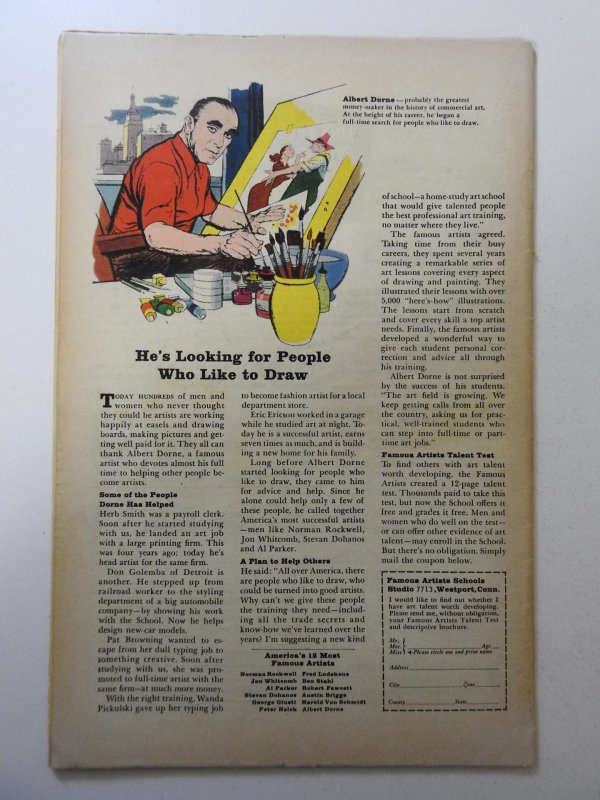 Albert Dorne — probably the greatest
money-maker in the history of commercial art.
At the height of his career, he began a
full-time search for people who like to draw.
He's Looking for People
Who Like to Draw
TODAY HUNDREDS of men and
women who never thought
they could be artists are working
happily at easels and drawing
boards, making pictures and get-
ting well paid for it. They all can
thank Albert Dorne, a famous
artist who devotes almost his full
time to helping other people be-
come artists.
Some of the People
Dorne Has Helped
Herb Smith was a payroll clerk.
Soon after he started studying
with us, he landed an art job
with a large printing firm. This
was four years ago; today he's
head artist for the same firm.
Don Golemba of Detroit is
another. He stepped up from
railroad worker to the styling
department of a big automobile
company—by showing his work
with the School. Now he helps
design new-car models.
Pat Browning wanted to es-
cape from her dull typing job to
something creative. Soon after
studying with us, she was pro-
moted to full-time artist with the
same firm—at much more money.
With the right training, Wanda
Pickulski gave up her typing job
to become fashion artist for a local
department store.
Eric Ericson worked in a garage
while he studied art at night. To-
day he is a successful artist, earns
seven times as much, and is build-
ing a new home for his family.
Long before Albert Dorne
started looking for people who
like to draw, they came to him
for advice and help. Since he
alone could help only a few of
these people, he called together
America's most successful artists
—men like Norman Rockwell,
Jon Whitcomb, Stevan Dohanos
and Al Parker.
A Plan to Help Others
He said: "All over America, there
are people who like to draw, who
could be turned into good artists.
Why can't we give these people
the training they need—includ-
ing all the trade secrets and
know-how we've learned over the
years? I'm suggesting a new kind
America's 12 Most
Famous Artists
Norman Rockwell Fred Ludekens
Jon Whitcomb Ben Stahl
Al Parker Robert Fawcett
Stevan Dohanos Austin Briggs
George Giusti Harold Von Schmidt
Peter Helck Albert Dorne
of school—a home-study art school
that would give talented people
the best professional art training,
no matter where they live."
The famous artists agreed.
Taking time from their busy
careers, they spent several years
creating a remarkable series of
art lessons covering every aspect
of drawing and painting. They
illustrated their lessons with over
5,000 "here's-how" illustrations.
The lessons start from scratch
and cover every skill a top artist
needs. Finally, the famous artists
developed a wonderful way to
give each student personal cor-
rection and advice all through
his training.
Albert Dorne is not surprised
by the success of his students.
"The art field is growing. We
keep getting calls from all over
the country, asking us for prac-
tical, well-trained students who
can step into full-time or part-
time art jobs."
Famous Artists Talent Test
To find others with art talent
worth developing, the Famous
Artists created a 12-page talent
test. Thousands paid to take this
test, but now the School offers it
free and grades it free. Men and
women who do well on the test—
or can offer other evidence of art
talent—may enroll in the School.
But there's no obligation. Simply
mail the coupon below.
Famous Artists Schools
Studio 7713, Westport, Conn.
I would like to find out whether I
have art talent worth developing.
Please send me, without obligation,
your Famous Artists Talent Test
and descriptive brochure.
Mr.
Mrs. Age
Miss Please circle one and print name
Address
City Zone
County State